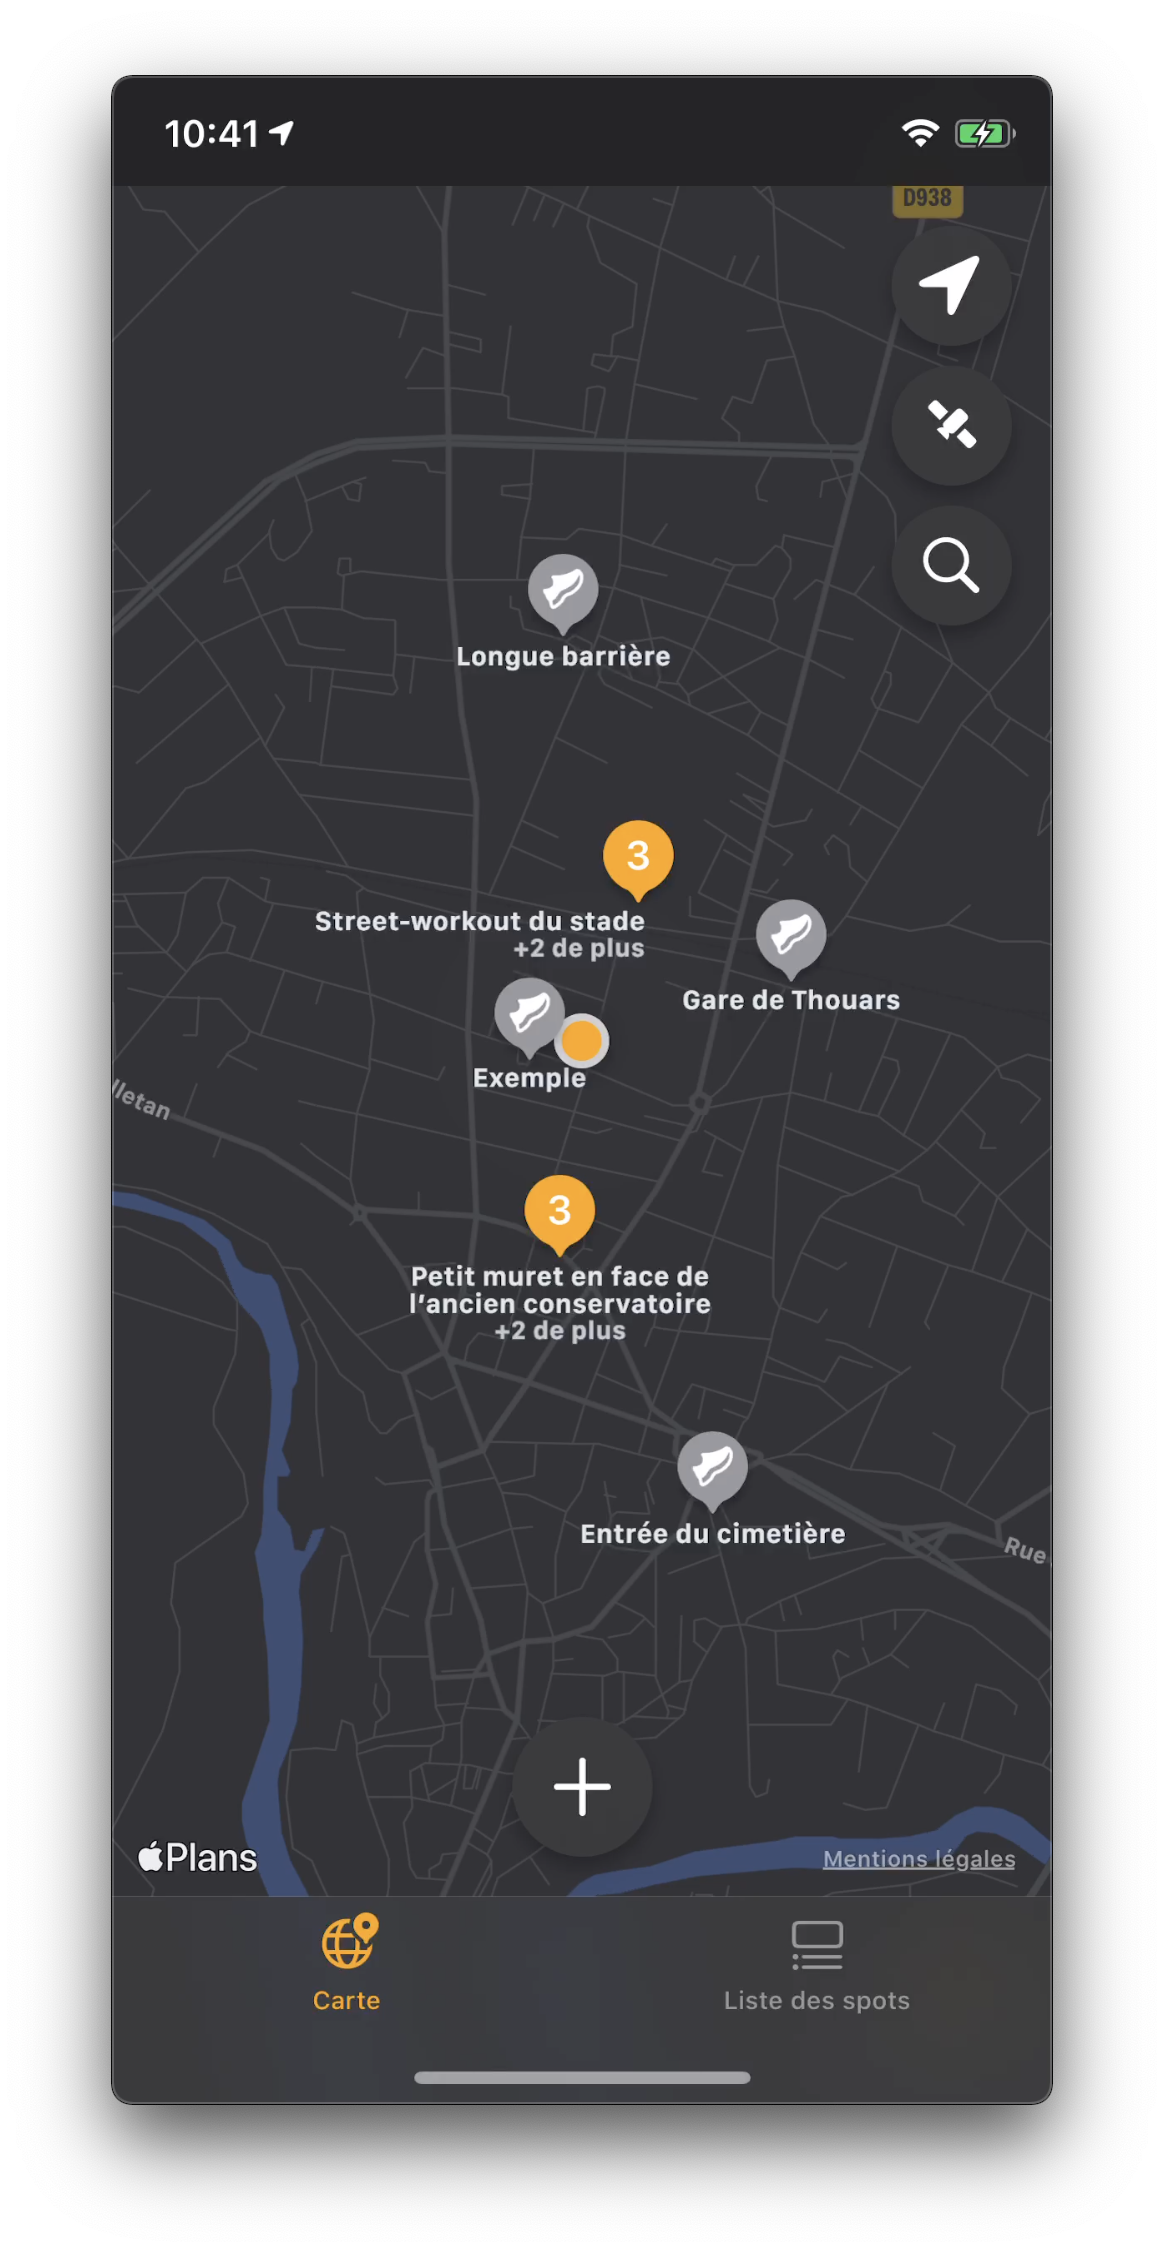 10:41
D938
Longue barrière
3
Street-workout du stade
+2 de plus
Gare de Thouars
Exemple
lletan
3
Petit muret en face de
l'ancien conservatoire
+2 de plus
Entrée du cimetière
Rue
Plans
Mentions légales
Carte
Liste des spots